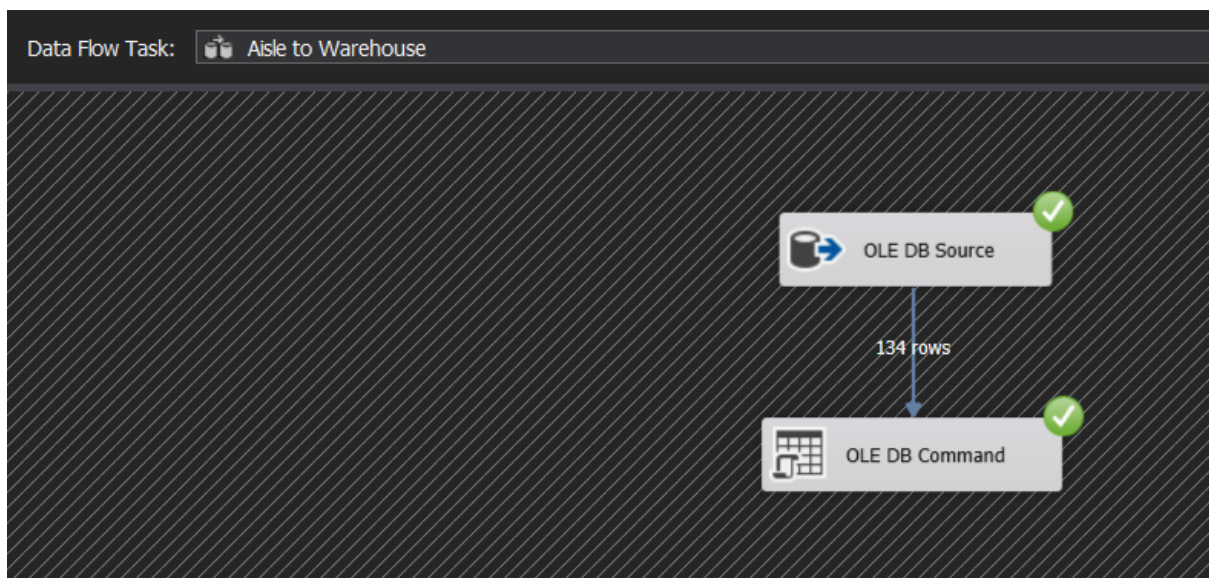 Data Flow Task: Aisle to Warehouse
OLE DB Source
134 rows
OLE DB Command